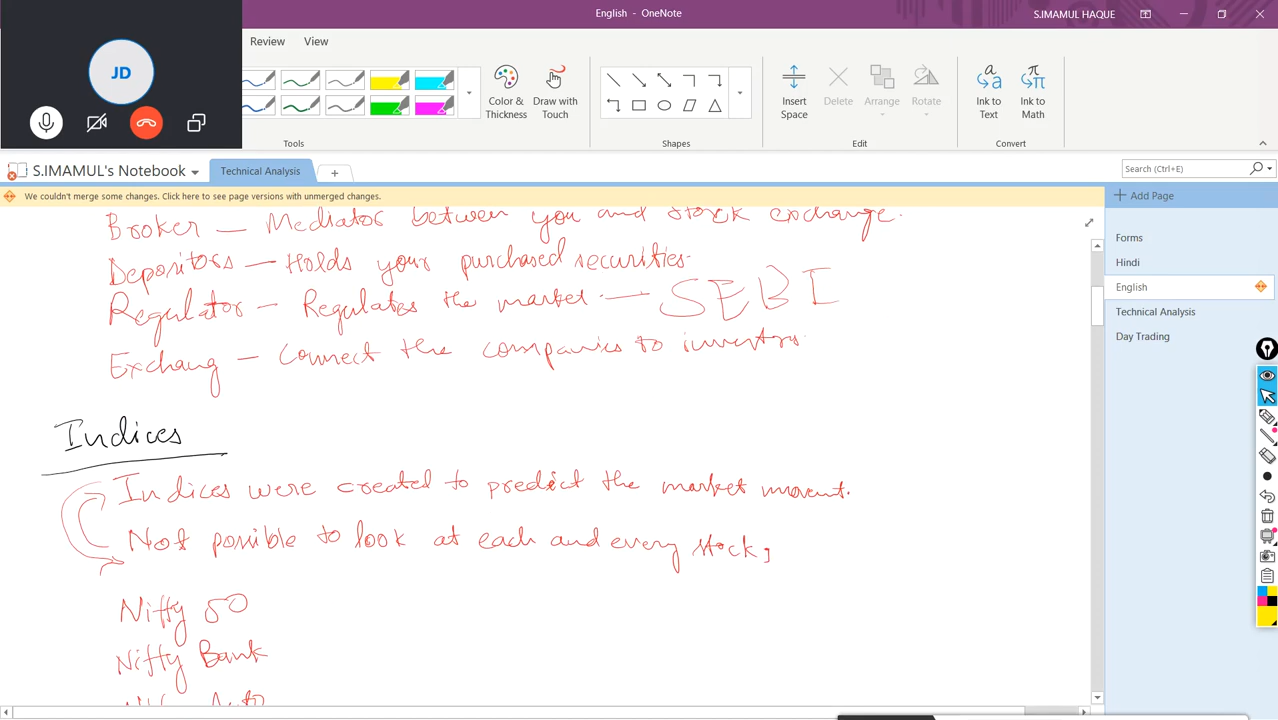 English - OneNote
S.IMAMUL HAQUE
JD
Review View
Color & Thickness
Draw with Touch
Insert Space
Delete
Arrange
Rotate
Ink to Text
Ink to Math
Tools
Shapes
Edit
Convert
S.IMAMUL's Notebook
Technical Analysis
Search (Ctrl+E)
We couldn't merge some changes. Click here to see page versions with unmerged changes.
Add Page
Forms
Hindi
English
Technical Analysis
Day Trading
Broker — Mediator between you and stock exchange.
Depositors — Holds your purchased securities.
Regulator — Regulates the market. — SEBI
Exchang — Connect the companies to investors
Indices
Indices were created to predict the market movent.
Not possible to look at each and every stock,
Nifty 50
Nifty Bank
Auto